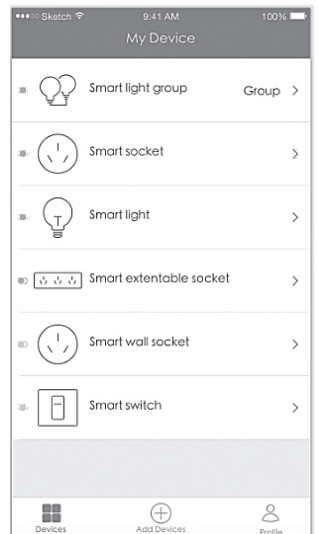 Sketch 9:41 AM 100%
My Device
Smart light group Group
Smart socket
Smart light
Smart extentable socket
Smart wall socket
Smart switch
Devices Add Devices Profile